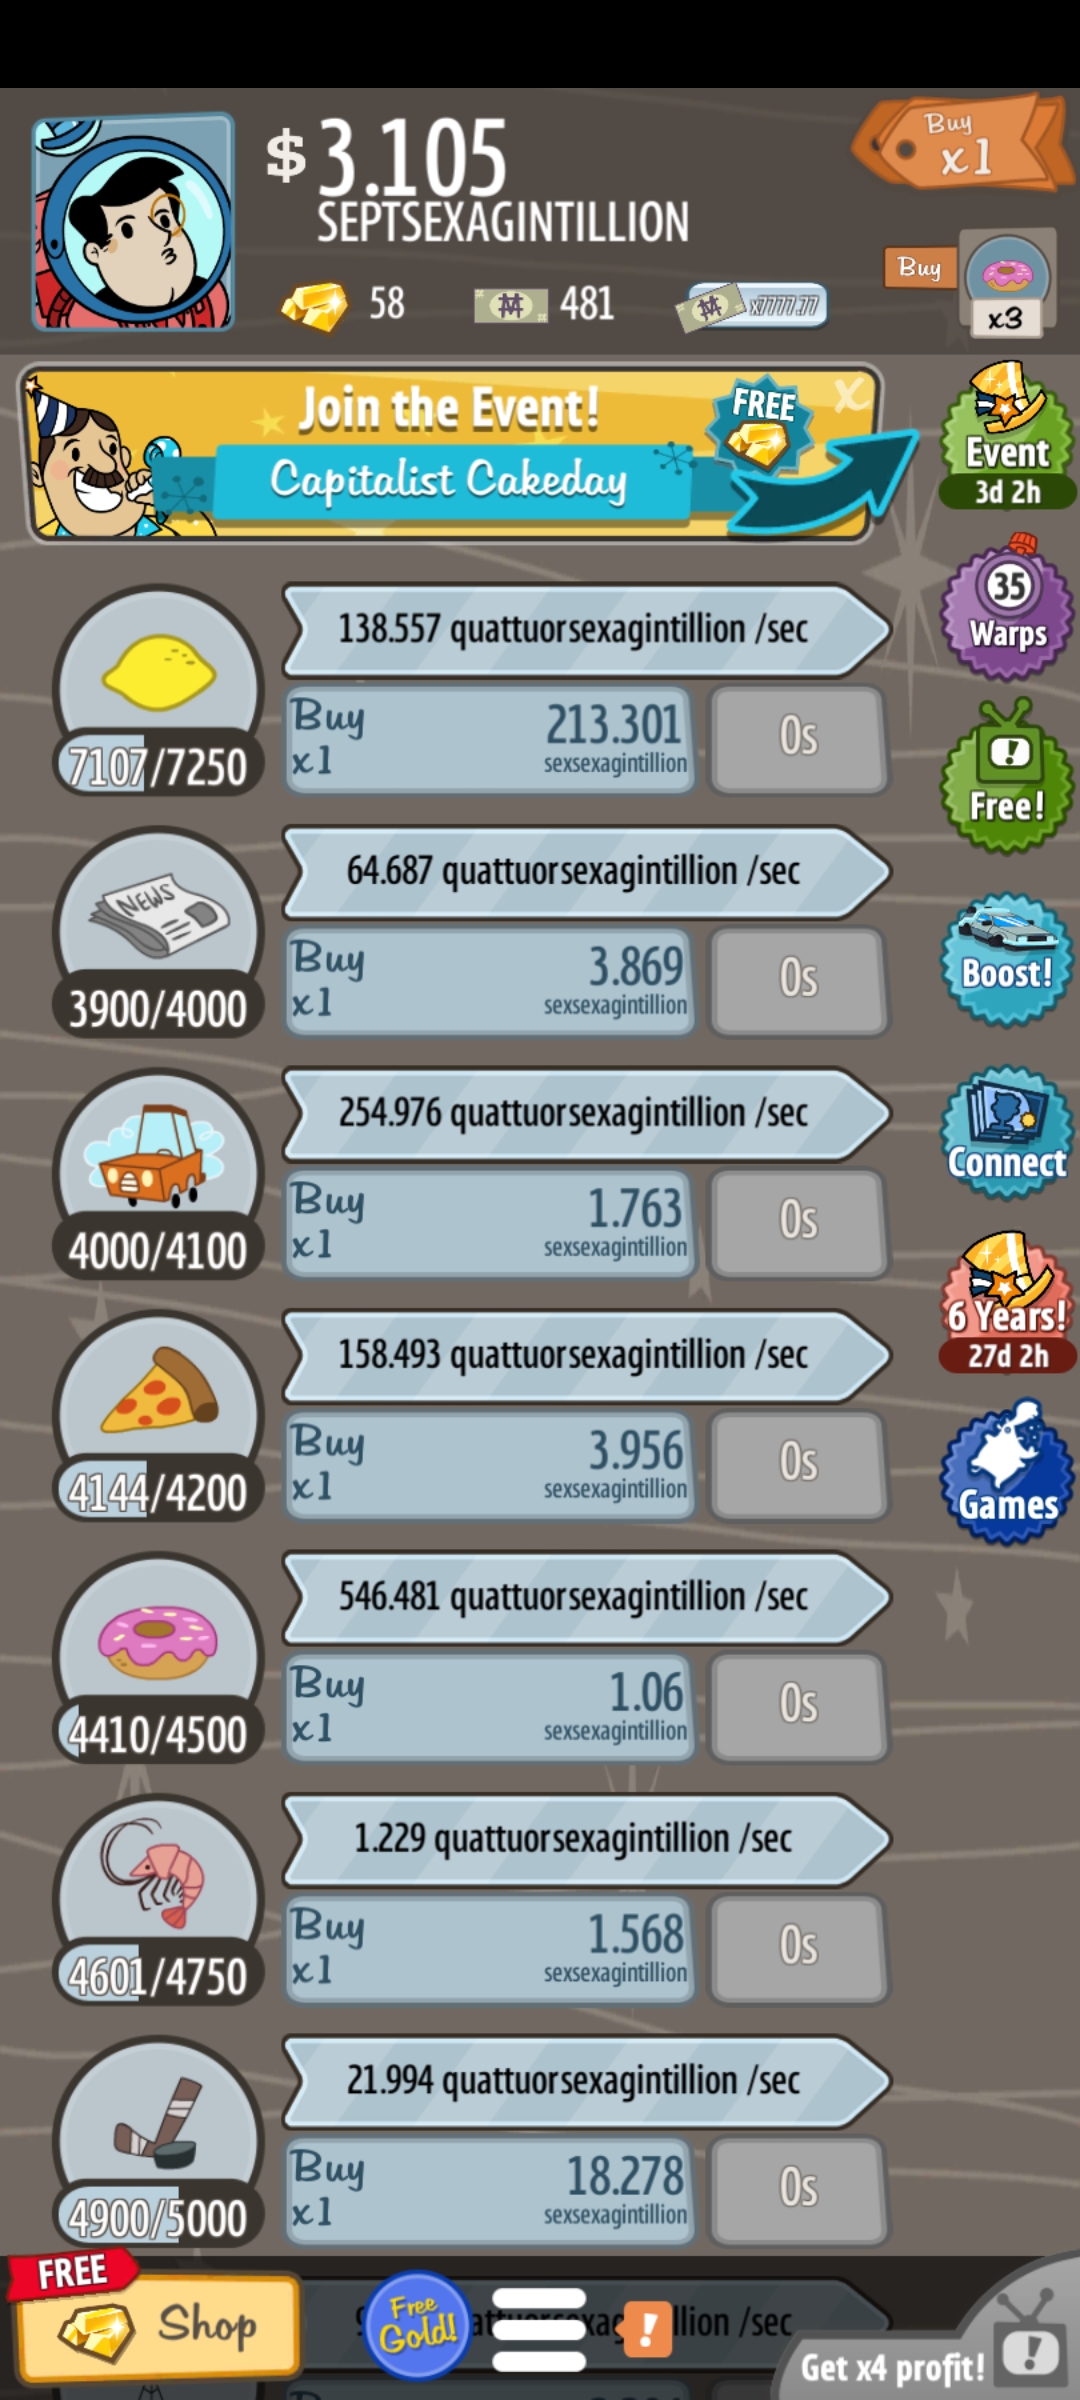 $ 3.105
SEPTSEXAGINTILLION
Buy
x1
58
481
x7777.77
Buy
x3
Join the Event!
FREE
X
Capitalist Cakeday
Event
3d 2h
35
Warps
Free!
Boost!
Connect
6 Years!
27d 2h
Games
138.557 quattuorsexagintillion /sec
7107/7250
Buy
x1
213.301
sexsexagintillion
0s
NEWS
64.687 quattuorsexagintillion /sec
3900/4000
Buy
x1
3.869
sexsexagintillion
0s
254.976 quattuorsexagintillion /sec
4000/4100
Buy
x1
1.763
sexsexagintillion
0s
158.493 quattuorsexagintillion /sec
4144/4200
Buy
x1
3.956
sexsexagintillion
0s
546.481 quattuorsexagintillion /sec
4410/4500
Buy
x1
1.06
sexsexagintillion
0s
1.229 quattuorsexagintillion /sec
4601/4750
Buy
x1
1.568
sexsexagintillion
0s
21.994 quattuorsexagintillion /sec
4900/5000
Buy
x1
18.278
sexsexagintillion
0s
FREE
Shop
Free
Gold!
!
/sec
Get x4 profit!
!